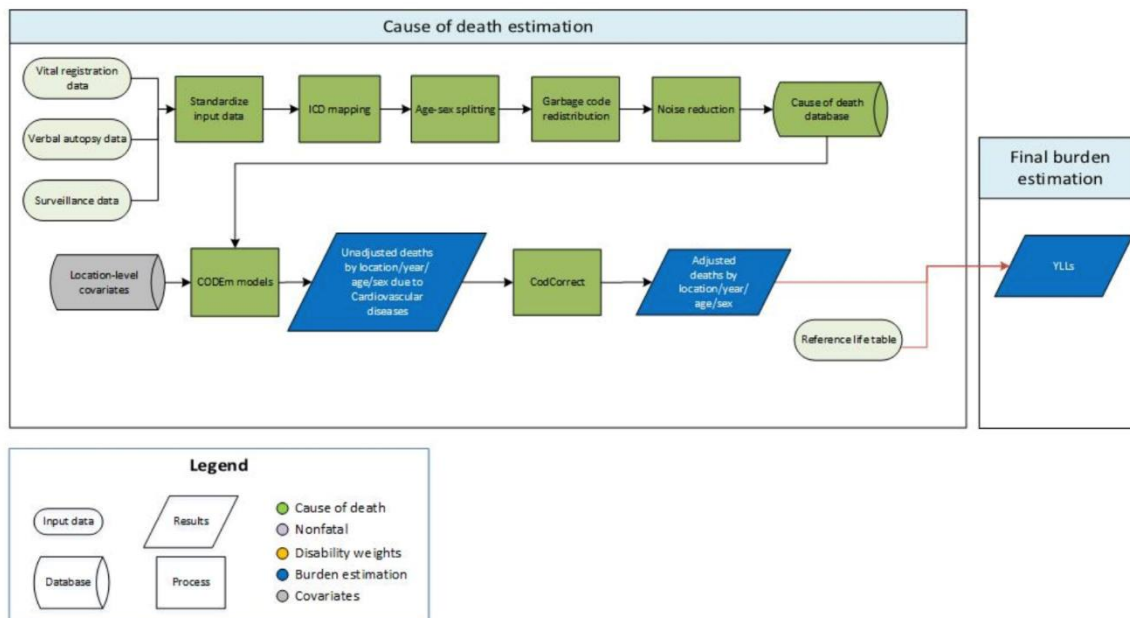 Cause of death estimation
Vital registration
data
Verbal autopsy data
Surveillance data
Standardize
input data
ICD mapping
Age-sex splitting
Garbage code
redistribution
Noise reduction
Cause of death
database
Final burden
estimation
Location-level
covariates
CODEm models
Unadjusted deaths
by location/year/
age/sex due to
Cardiovascular
diseases
CodCorrect
Adjusted
deaths by
location/year/
age/sex
YLLs
Reference life table
Legend
Input data
Results
Database
Process
Cause of death
Nonfatal
Disability weights
Burden estimation
Covariates